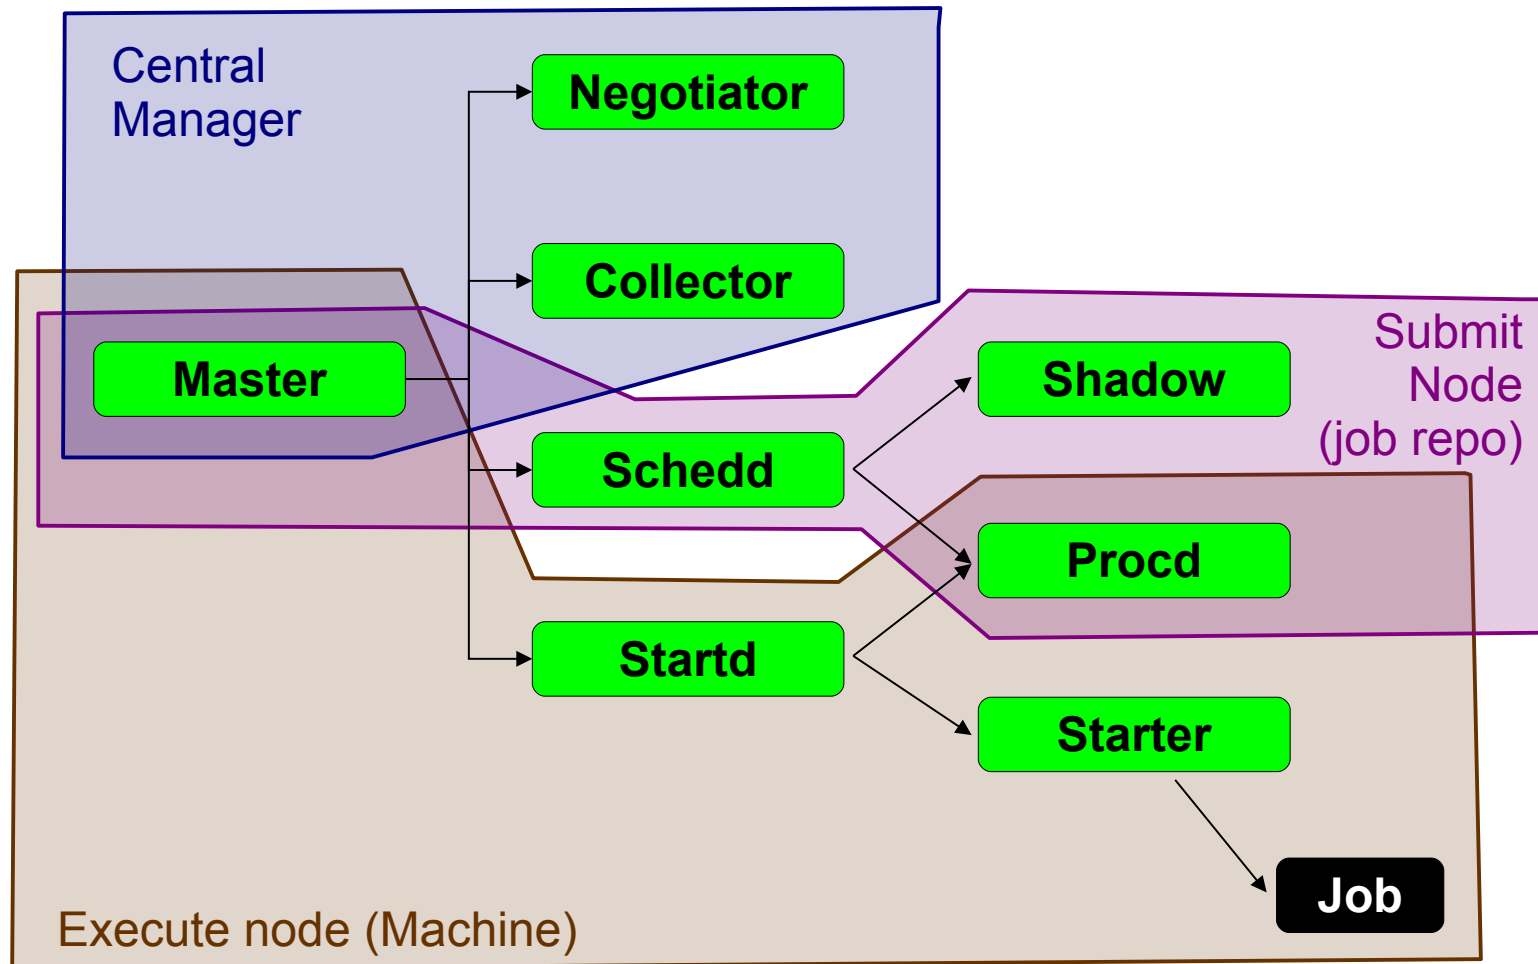 Central
Manager
Negotiator
Collector
Master
Submit
Node
(job repo)
Shadow
Schedd
Procd
Startd
Starter
Job
Execute node (Machine)